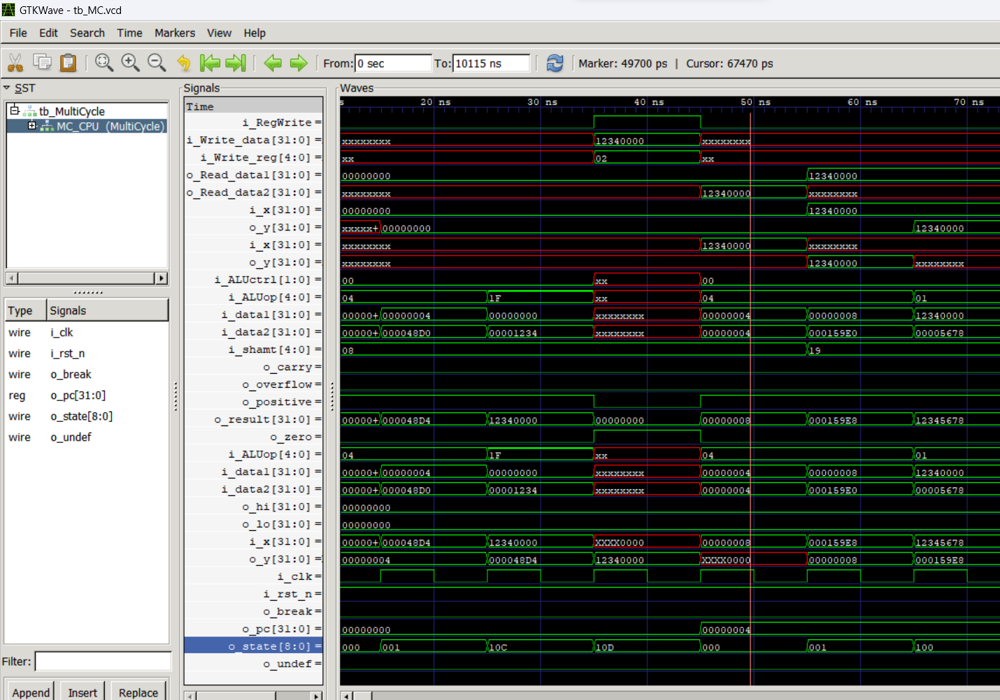 GTKWave - tb_MC.vcd
File Edit Search Time Markers View Help
From: 0 sec To: 10115 ns Marker: 49700 ps | Cursor: 67470 ps
SST
tb_MultiCycle
MC_CPU (MultiCycle)
Type Signals
wire i_clk
wire i_rst_n
wire o_break
reg o_pc[31:0]
wire o_state[8:0]
wire o_undef
Filter:
Append Insert Replace
Signals
Waves
Time s 20 ns 30 ns 40 ns 50 ns 60 ns 70 ns
i_RegWrite =
i_Write_data[31:0] = xxxxxxxx 12340000 xxxxxxxx
i_Write_reg[4:0] = xx 02 xx
o_Read_data1[31:0] = 00000000 12340000
o_Read_data2[31:0] = xxxxxxxx 12340000 xxxxxxxx
i_x[31:0] = 00000000 12340000
o_y[31:0] = xxxxx+ 00000000 12340000
i_x[31:0] = xxxxxxxx 12340000 xxxxxxxx
o_y[31:0] = xxxxxxxx 12340000 xxxxxxxx
i_ALUctrl[1:0] = 00 xx 00
i_ALUop[4:0] = 04 1F xx 04 01
i_data1[31:0] = 00000+ 00000004 00000000 xxxxxxxx 00000004 00000008 12340000
i_data2[31:0] = 00000+ 000048D0 00001234 xxxxxxxx 00000004 000159E0 00005678
i_shamt[4:0] = 08 19
o_carry =
o_overflow =
o_positive =
o_result[31:0] = 00000+ 000048D4 12340000 00000000 00000008 000159E8 12345678
o_zero =
i_ALUop[4:0] = 04 1F xx 04 01
i_data1[31:0] = 00000+ 00000004 00000000 xxxxxxxx 00000004 00000008 12340000
i_data2[31:0] = 00000+ 000048D0 00001234 xxxxxxxx 00000004 000159E0 00005678
o_hi[31:0] = 00000000
o_lo[31:0] = 00000000
i_x[31:0] = 00000+ 000048D4 12340000 XXXX0000 00000008 000159E8 12345678
o_y[31:0] = 00000004 000048D4 12340000 XXXX0000 00000008 000159E8
i_clk =
i_rst_n =
o_break =
o_pc[31:0] = 00000000 00000004
o_state[8:0] = 000 001 10C 10D 000 001 100
o_undef =